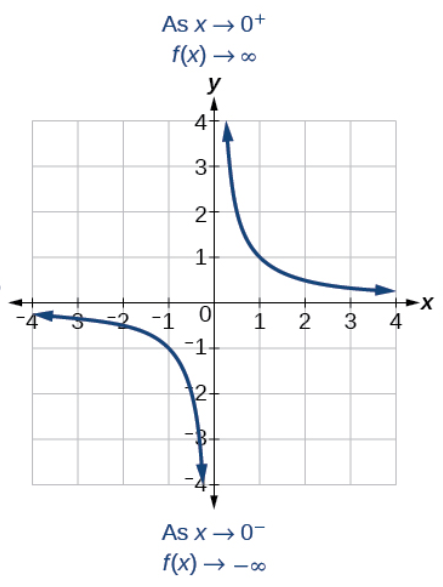 As x → 0⁺
f(x) → ∞
y
4
3
2
1
-4 -3 -2 -1 0 1 2 3 4 x
-1
-2
-3
-4
As x → 0⁻
f(x) → -∞